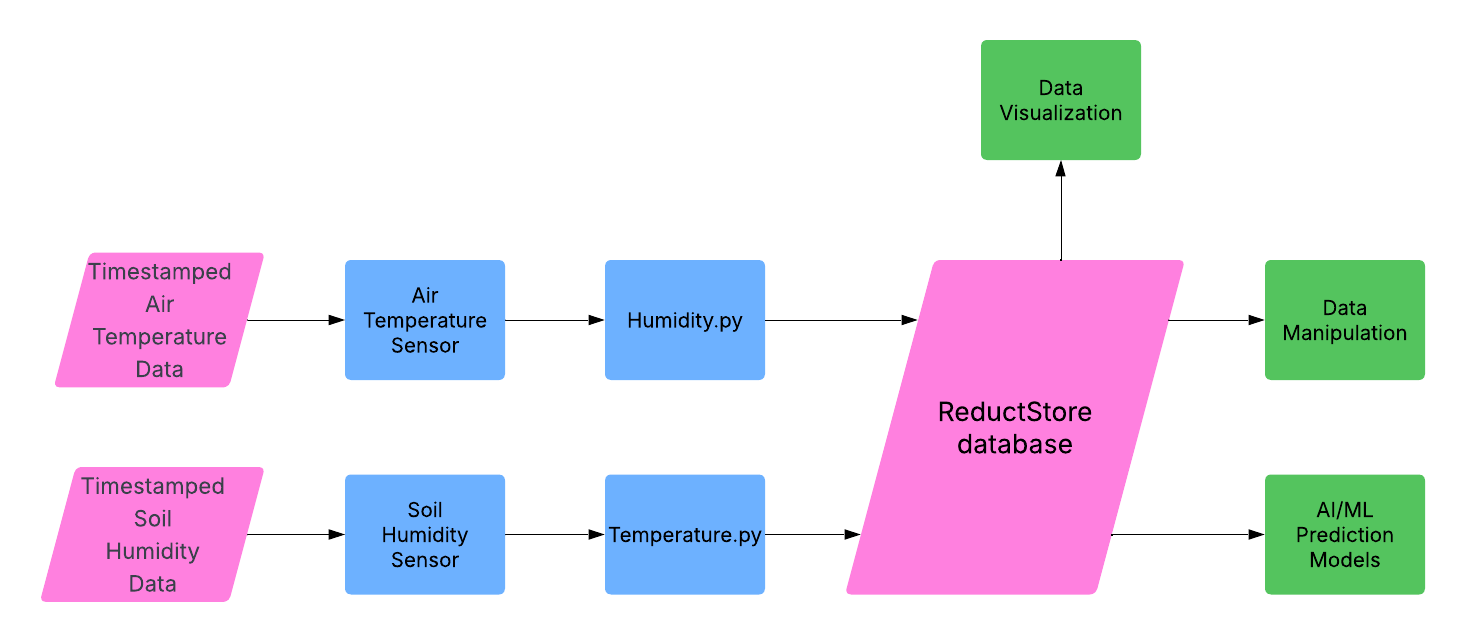 Data
Visualization
Timestamped
Air
Temperature
Data
Air
Temperature
Sensor
Humidity.py
Data
Manipulation
ReductStore
database
Timestamped
Soil
Humidity
Data
Soil
Humidity
Sensor
Temperature.py
AI/ML
Prediction
Models